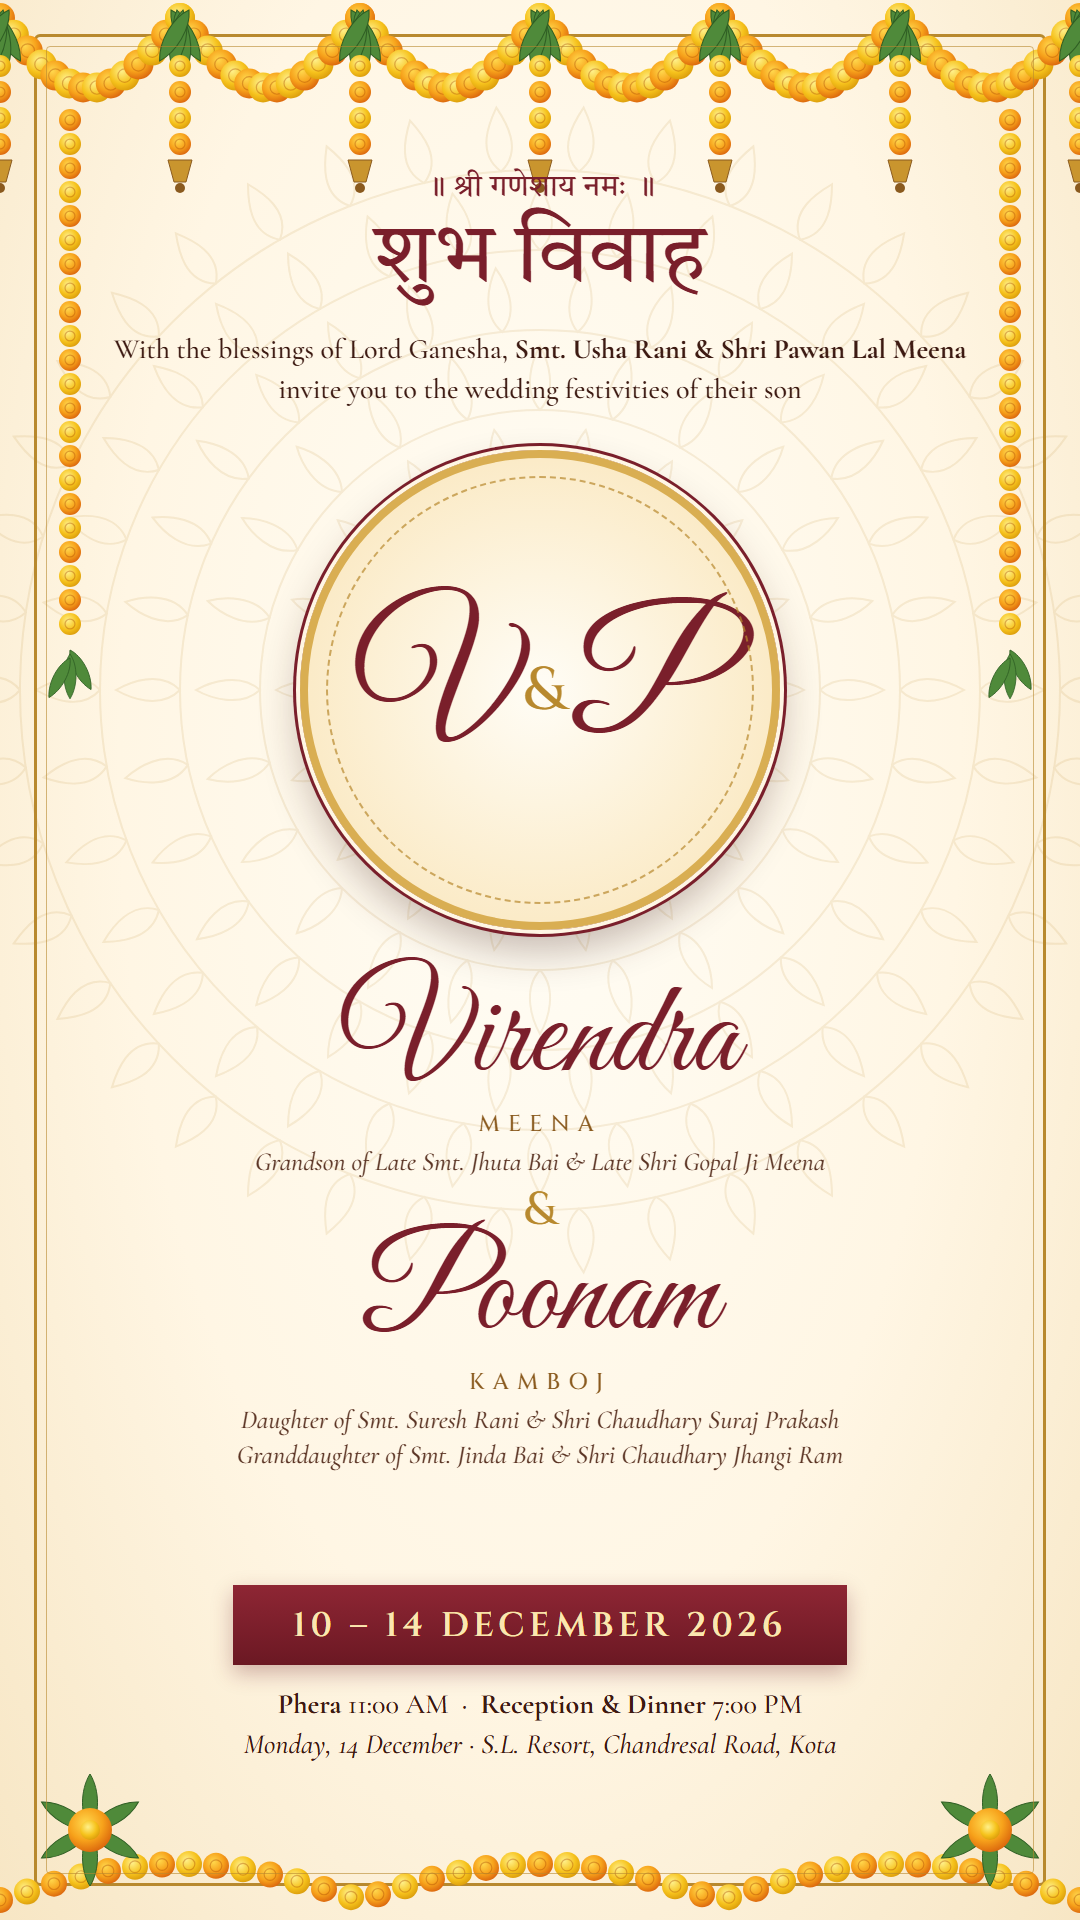 ॥ श्री गणेशाय नमः ॥
शुभ विवाह
With the blessings of Lord Ganesha, Smt. Usha Rani & Shri Pawan Lal Meena
invite you to the wedding festivities of their son
V&P
Virendra
MEENA
Grandson of Late Smt. Jhuta Bai & Late Shri Gopal Ji Meena
&
Poonam
KAMBOJ
Daughter of Smt. Suresh Rani & Shri Chaudhary Suraj Prakash
Granddaughter of Smt. Jinda Bai & Shri Chaudhary Jhangi Ram
10 – 14 DECEMBER 2026
Phera 11:00 AM · Reception & Dinner 7:00 PM
Monday, 14 December · S.L. Resort, Chandresal Road, Kota